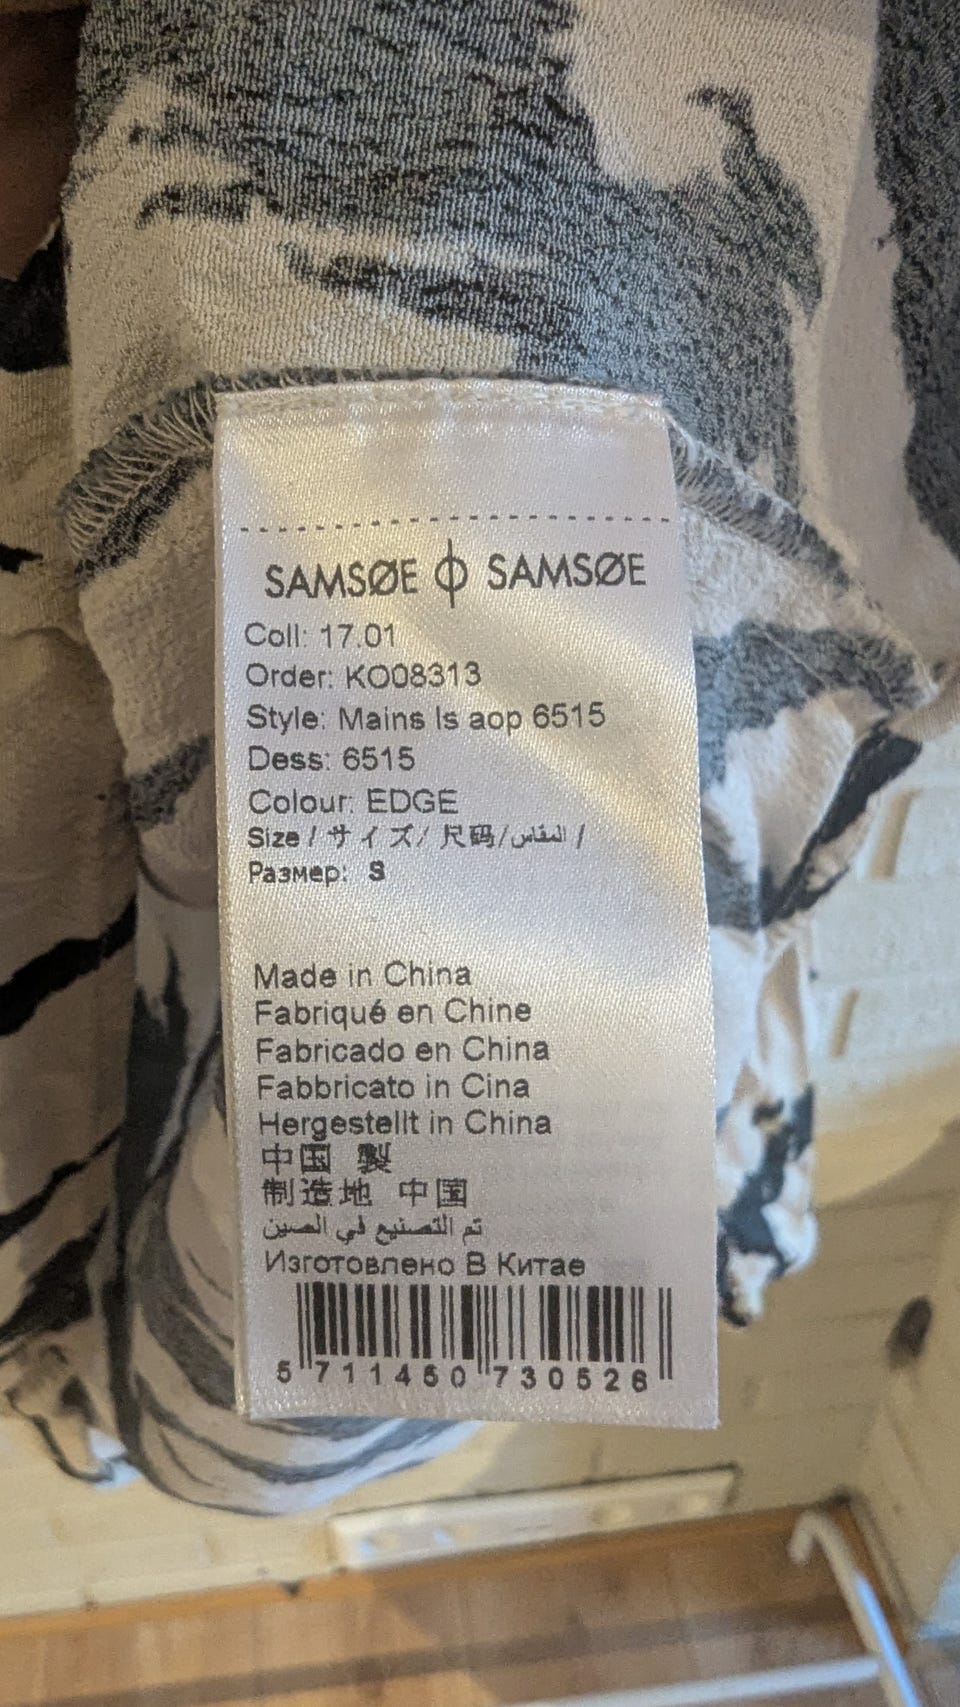 SAMSØE ⌽ SAMSØE
Coll: 17.01
Order: KO08313
Style: Mains ls aop 6515
Dess: 6515
Colour: EDGE
Size / サイズ/ 尺码/المقاس /
Размер: S
Made in China
Fabriqué en Chine
Fabricado en China
Fabbricato in Cina
Hergestellt in China
中国 製
制造地 中国
تم التصنيع في الصين
Изготовлено В Китае
5 711450 730526